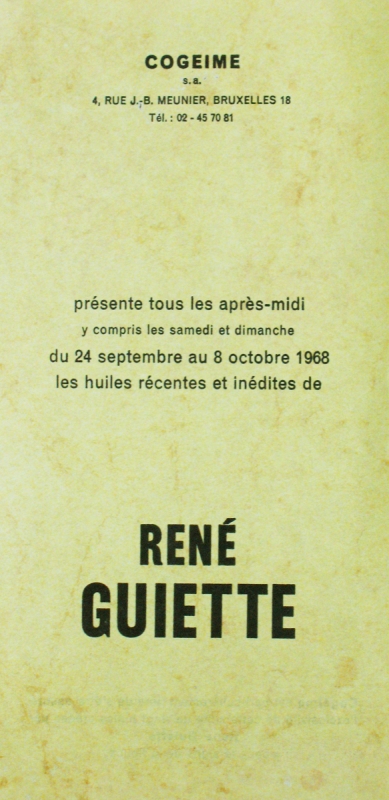 COGEIME
s.a.
4, RUE J.-B. MEUNIER, BRUXELLES 18
Tél. : 02 - 45 70 81
présente tous les après-midi
y compris les samedi et dimanche
du 24 septembre au 8 octobre 1968
les huiles récentes et inédites de
RENÉ
GUIETTE